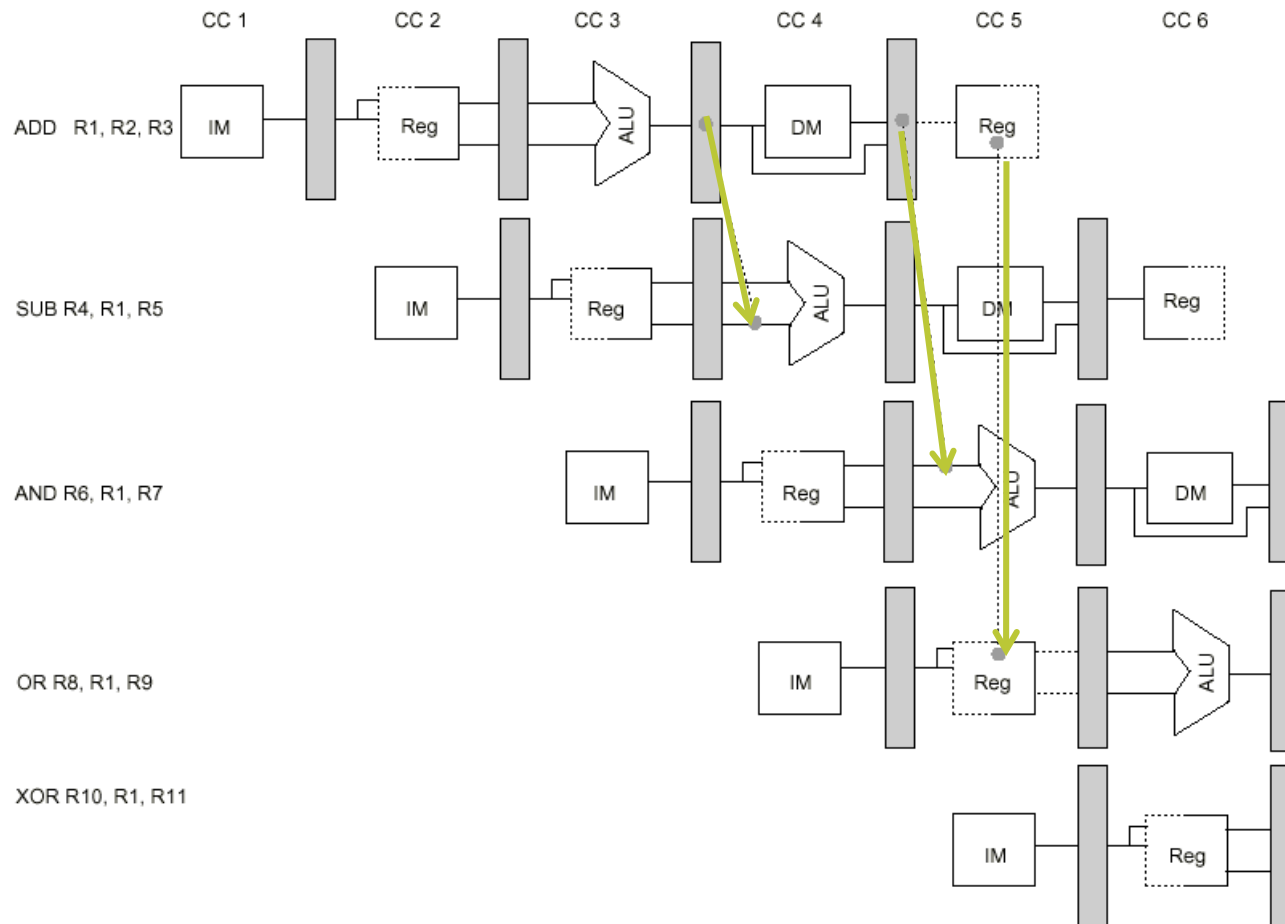 CC 1 CC 2 CC 3 CC 4 CC 5 CC 6
ADD R1, R2, R3 IM Reg ALU DM Reg
SUB R4, R1, R5 IM Reg ALU DM Reg
AND R6, R1, R7 IM Reg ALU DM
OR R8, R1, R9 IM Reg ALU
XOR R10, R1, R11
IM Reg